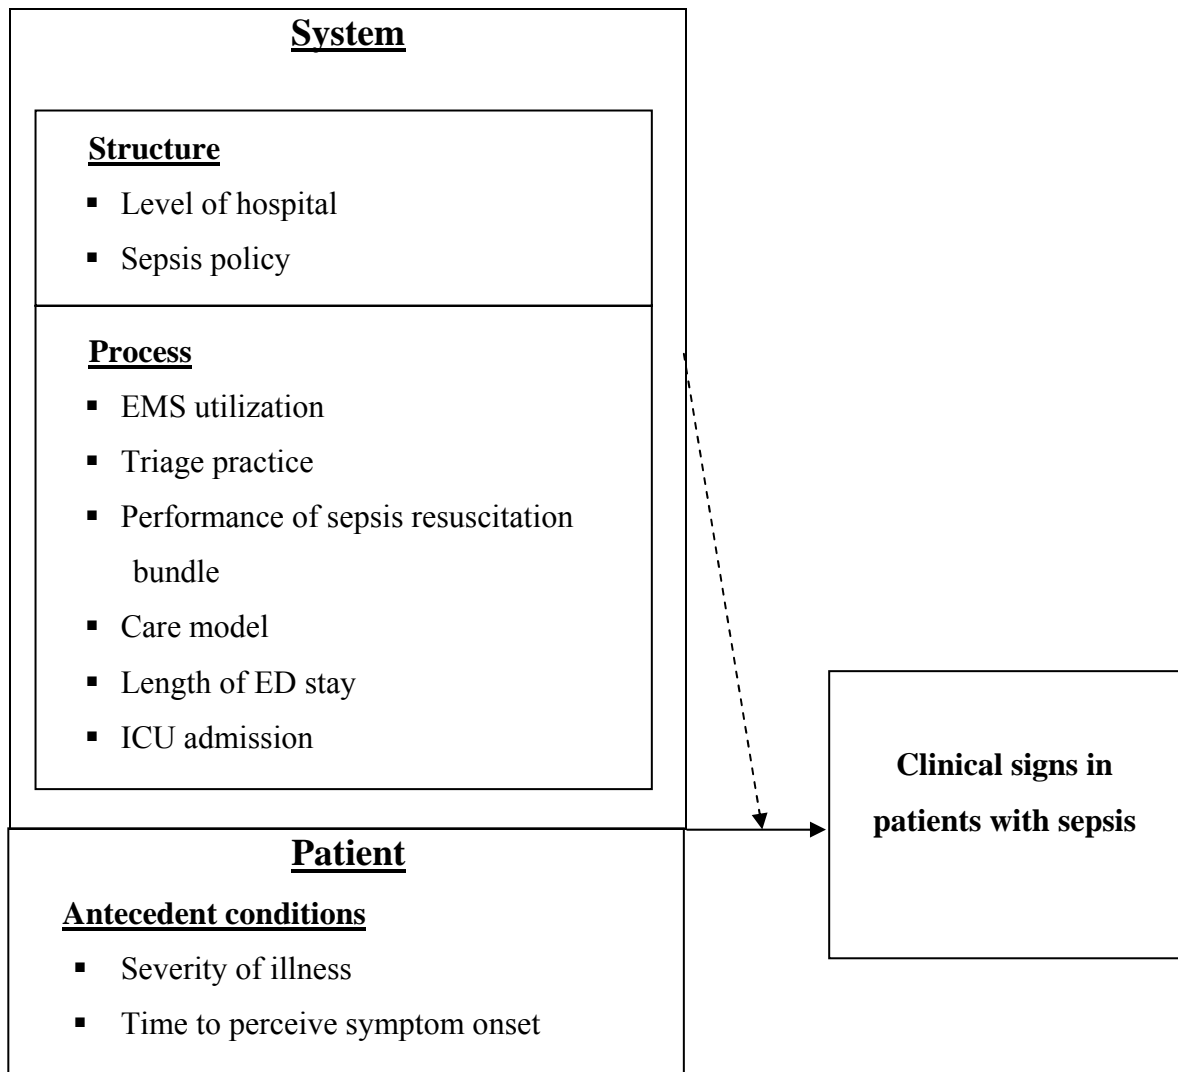 System
Structure
▪ Level of hospital
▪ Sepsis policy
Process
▪ EMS utilization
▪ Triage practice
▪ Performance of sepsis resuscitation
bundle
▪ Care model
▪ Length of ED stay
▪ ICU admission
Clinical signs in
patients with sepsis
Patient
Antecedent conditions
▪ Severity of illness
▪ Time to perceive symptom onset